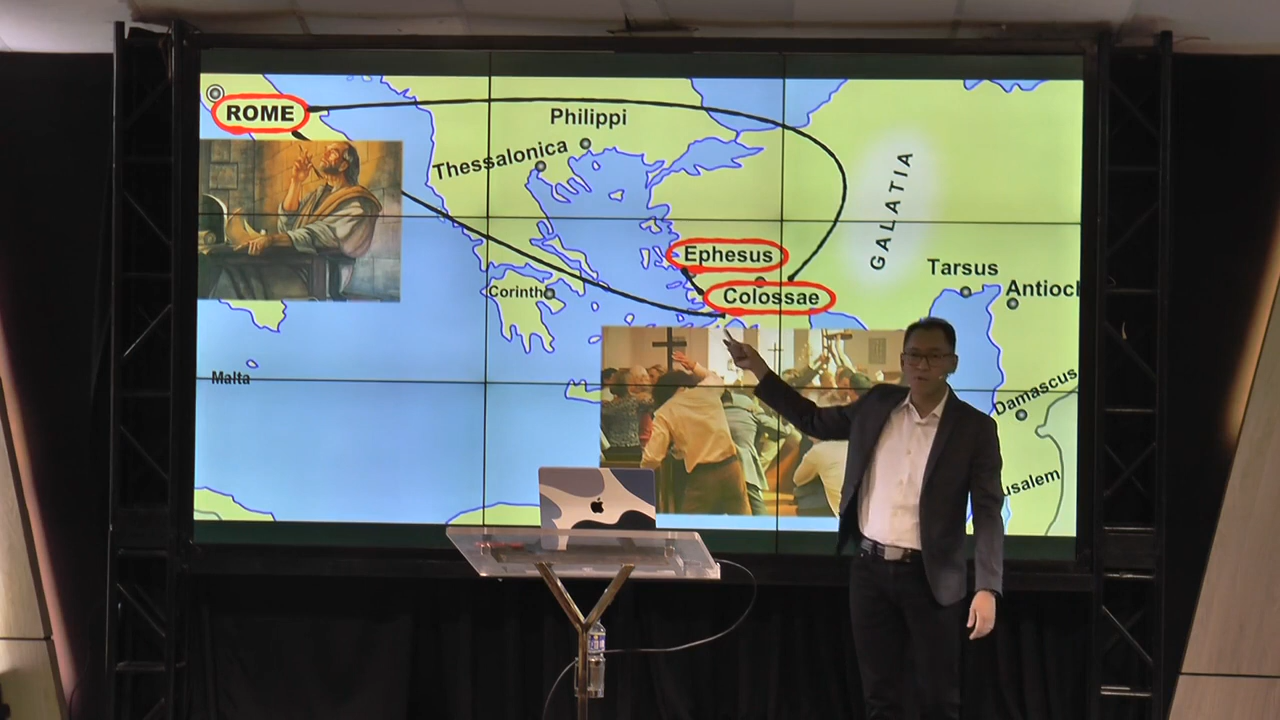 ROME
Philippi
Thessalonica
GALATIA
Ephesus
Tarsus
Colossae
Antioch
Corinth
Malta
Damascus
usalem